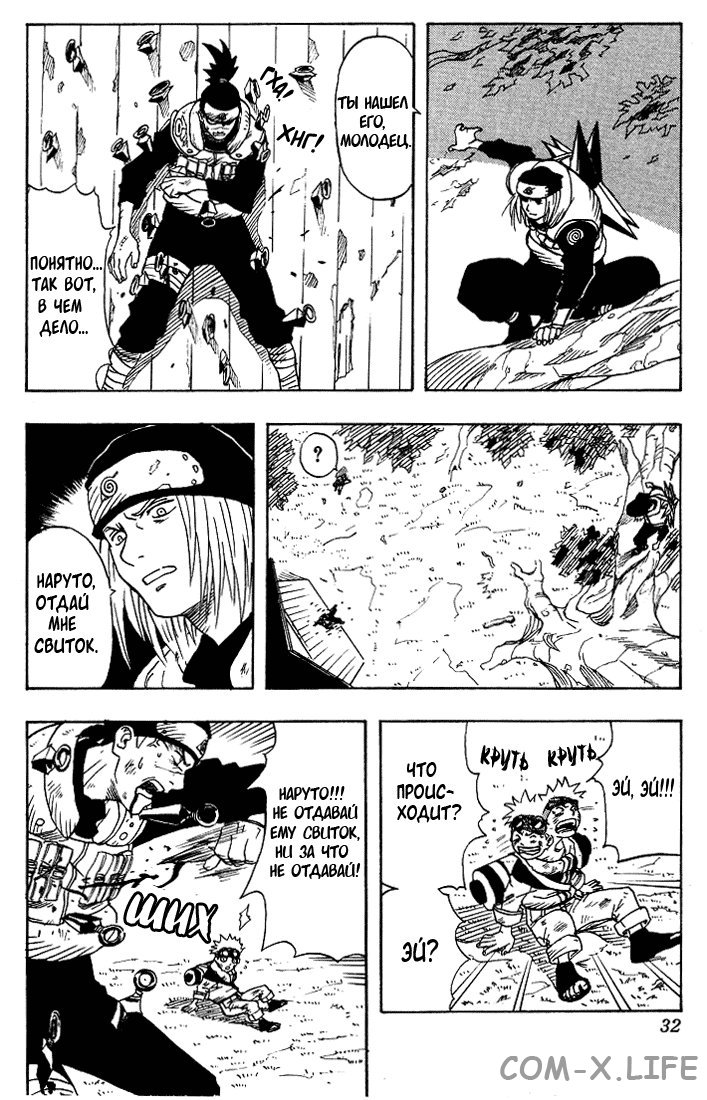 ТЫ НАШЕЛ
ЕГО,
МОЛОДЕЦ.
ГХА!
ХНГ!
ПОНЯТНО...
ТАК ВОТ,
В ЧЕМ
ДЕЛО...
?
НАРУТО,
ОТДАЙ
МНЕ
СВИТОК.
ЭЙ, ЭЙ!!!
КРУТЬ КРУТЬ
ЧТО
ПРОИС-
ХОДИТ?
ЭЙ?
НАРУТО!!!
НЕ ОТДАВАЙ
ЕМУ СВИТОК,
НИ ЗА ЧТО
НЕ ОТДАВАЙ!
ШИХ
32
COM-X.LIFE